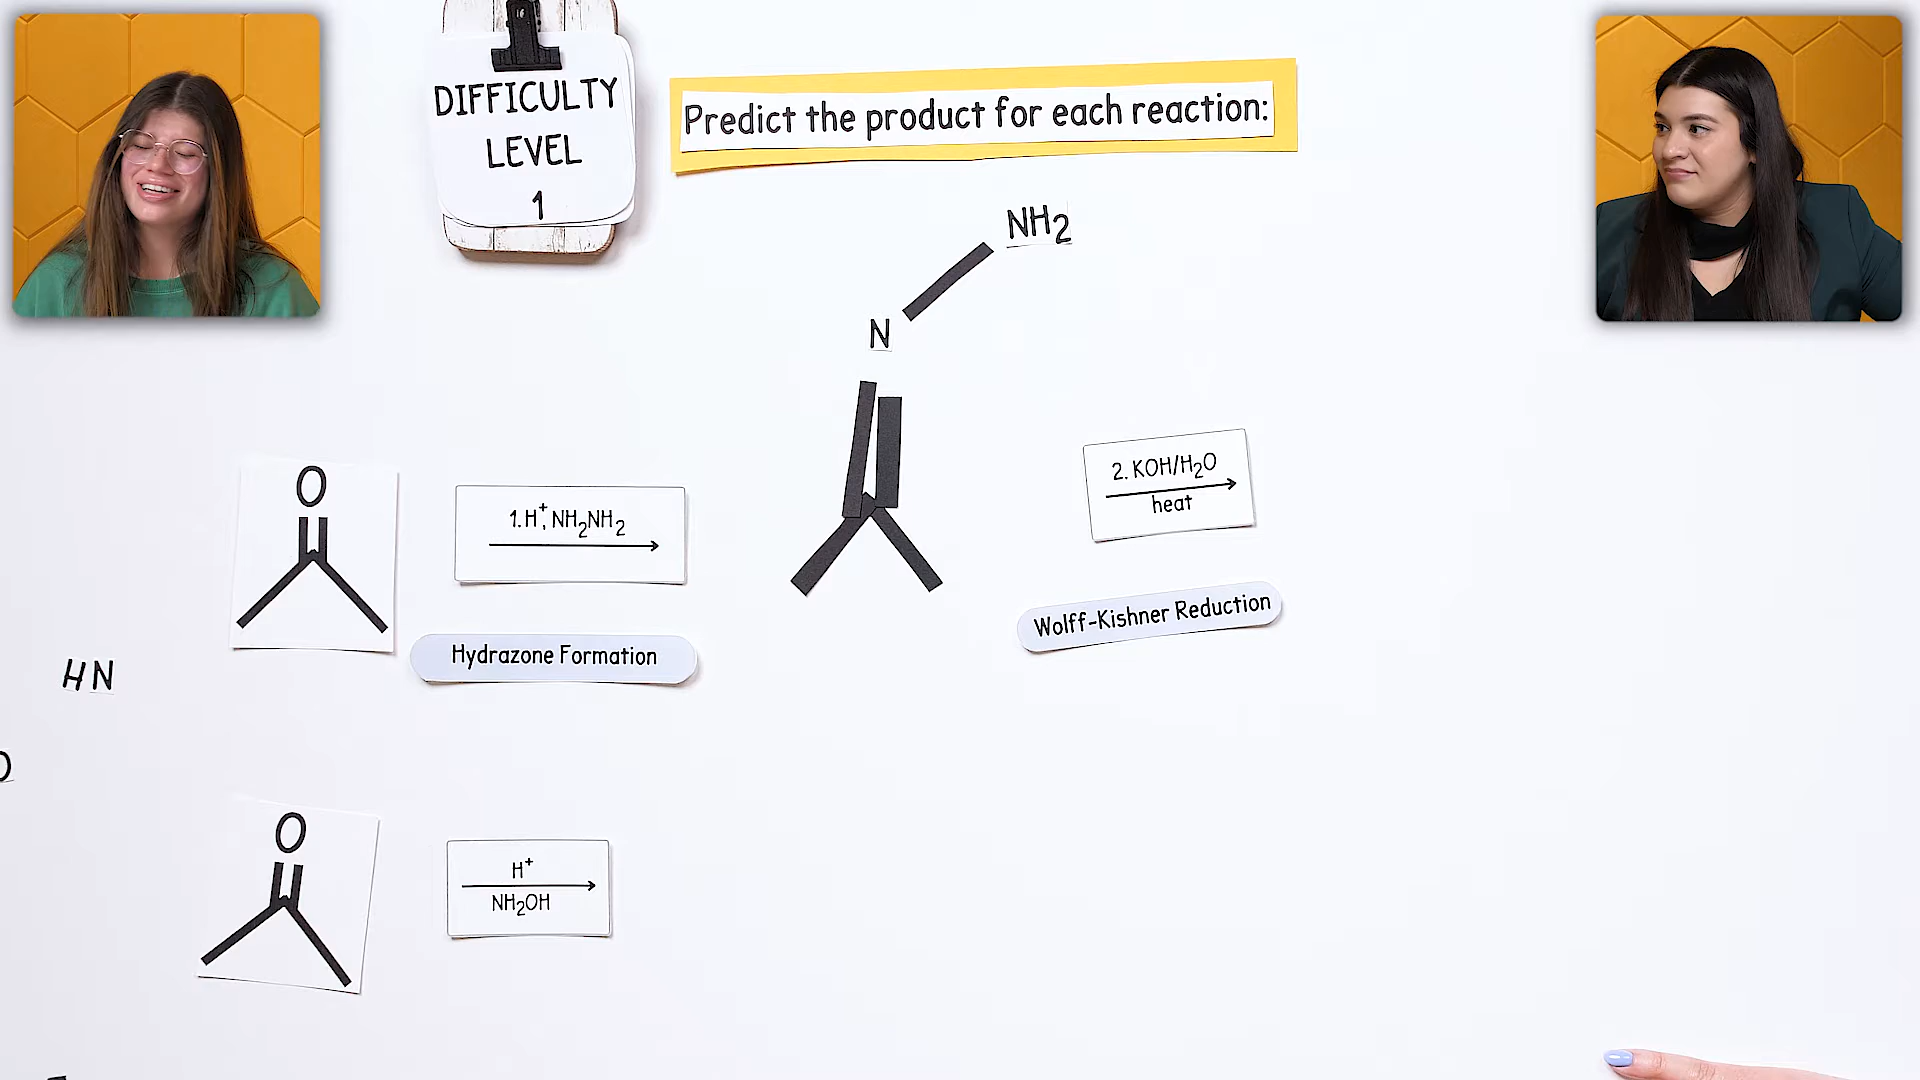 DIFFICULTY
LEVEL
1
Predict the product for each reaction:
NH2
N
O
1. H⁺, NH2NH2
2. KOH/H2O
heat
Hydrazone Formation
Wolff-Kishner Reduction
HN
O
O
H⁺
NH2OH